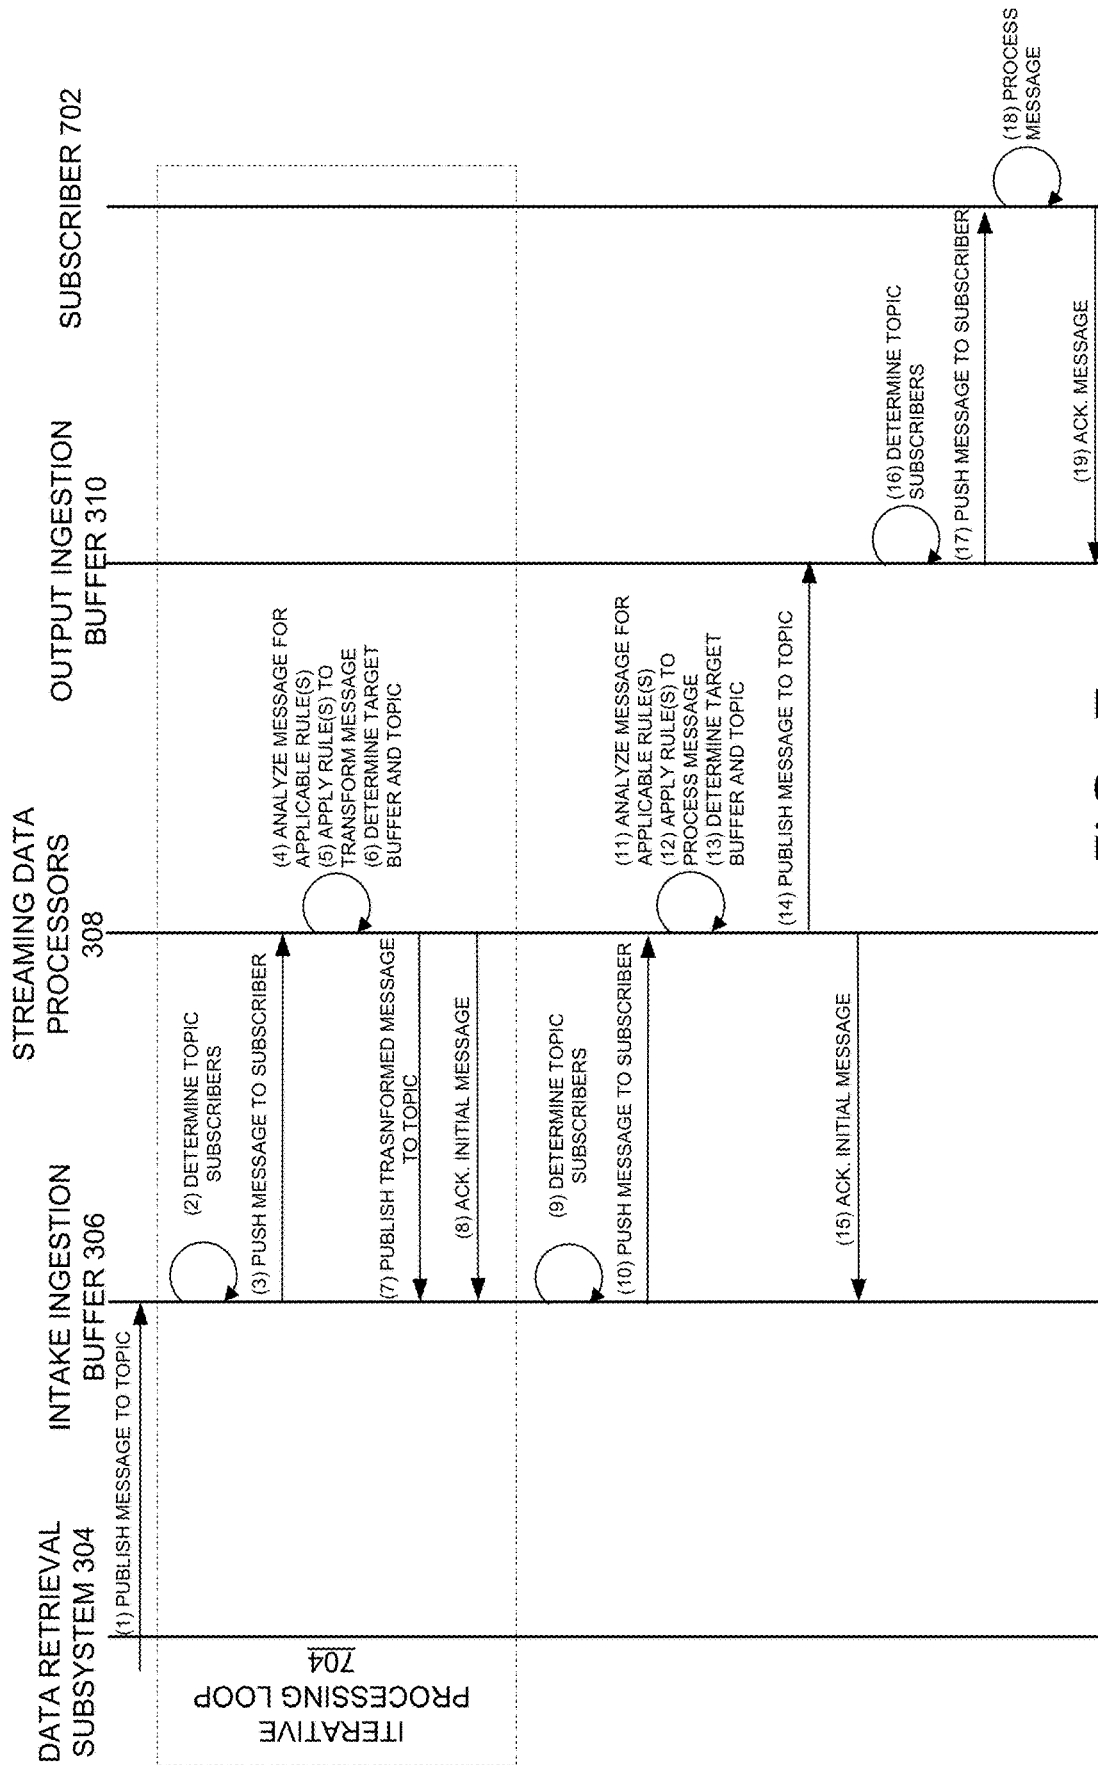 DATA RETRIEVAL
SUBSYSTEM 304
INTAKE INGESTION
BUFFER 306
STREAMING DATA
PROCESSORS
308
OUTPUT INGESTION
BUFFER 310
SUBSCRIBER 702
(1) PUBLISH MESSAGE TO TOPIC
ITERATIVE
PROCESSING LOOP
704
(2) DETERMINE TOPIC
SUBSCRIBERS
(3) PUSH MESSAGE TO SUBSCRIBER
(4) ANALYZE MESSAGE FOR
APPLICABLE RULE(S)
(5) APPLY RULE(S) TO
TRANSFORM MESSAGE
(6) DETERMINE TARGET
BUFFER AND TOPIC
(7) PUBLISH TRASNFORMED MESSAGE
TO TOPIC
(8) ACK. INITIAL MESSAGE
(9) DETERMINE TOPIC
SUBSCRIBERS
(10) PUSH MESSAGE TO SUBSCRIBER
(11) ANALYZE MESSAGE FOR
APPLICABLE RULE(S)
(12) APPLY RULE(S) TO
PROCESS MESSAGE
(13) DETERMINE TARGET
BUFFER AND TOPIC
(14) PUBLISH MESSAGE TO TOPIC
(15) ACK. INITIAL MESSAGE
(16) DETERMINE TOPIC
SUBSCRIBERS
(17) PUSH MESSAGE TO SUBSCRIBER
(18) PROCESS
MESSAGE
(19) ACK. MESSAGE